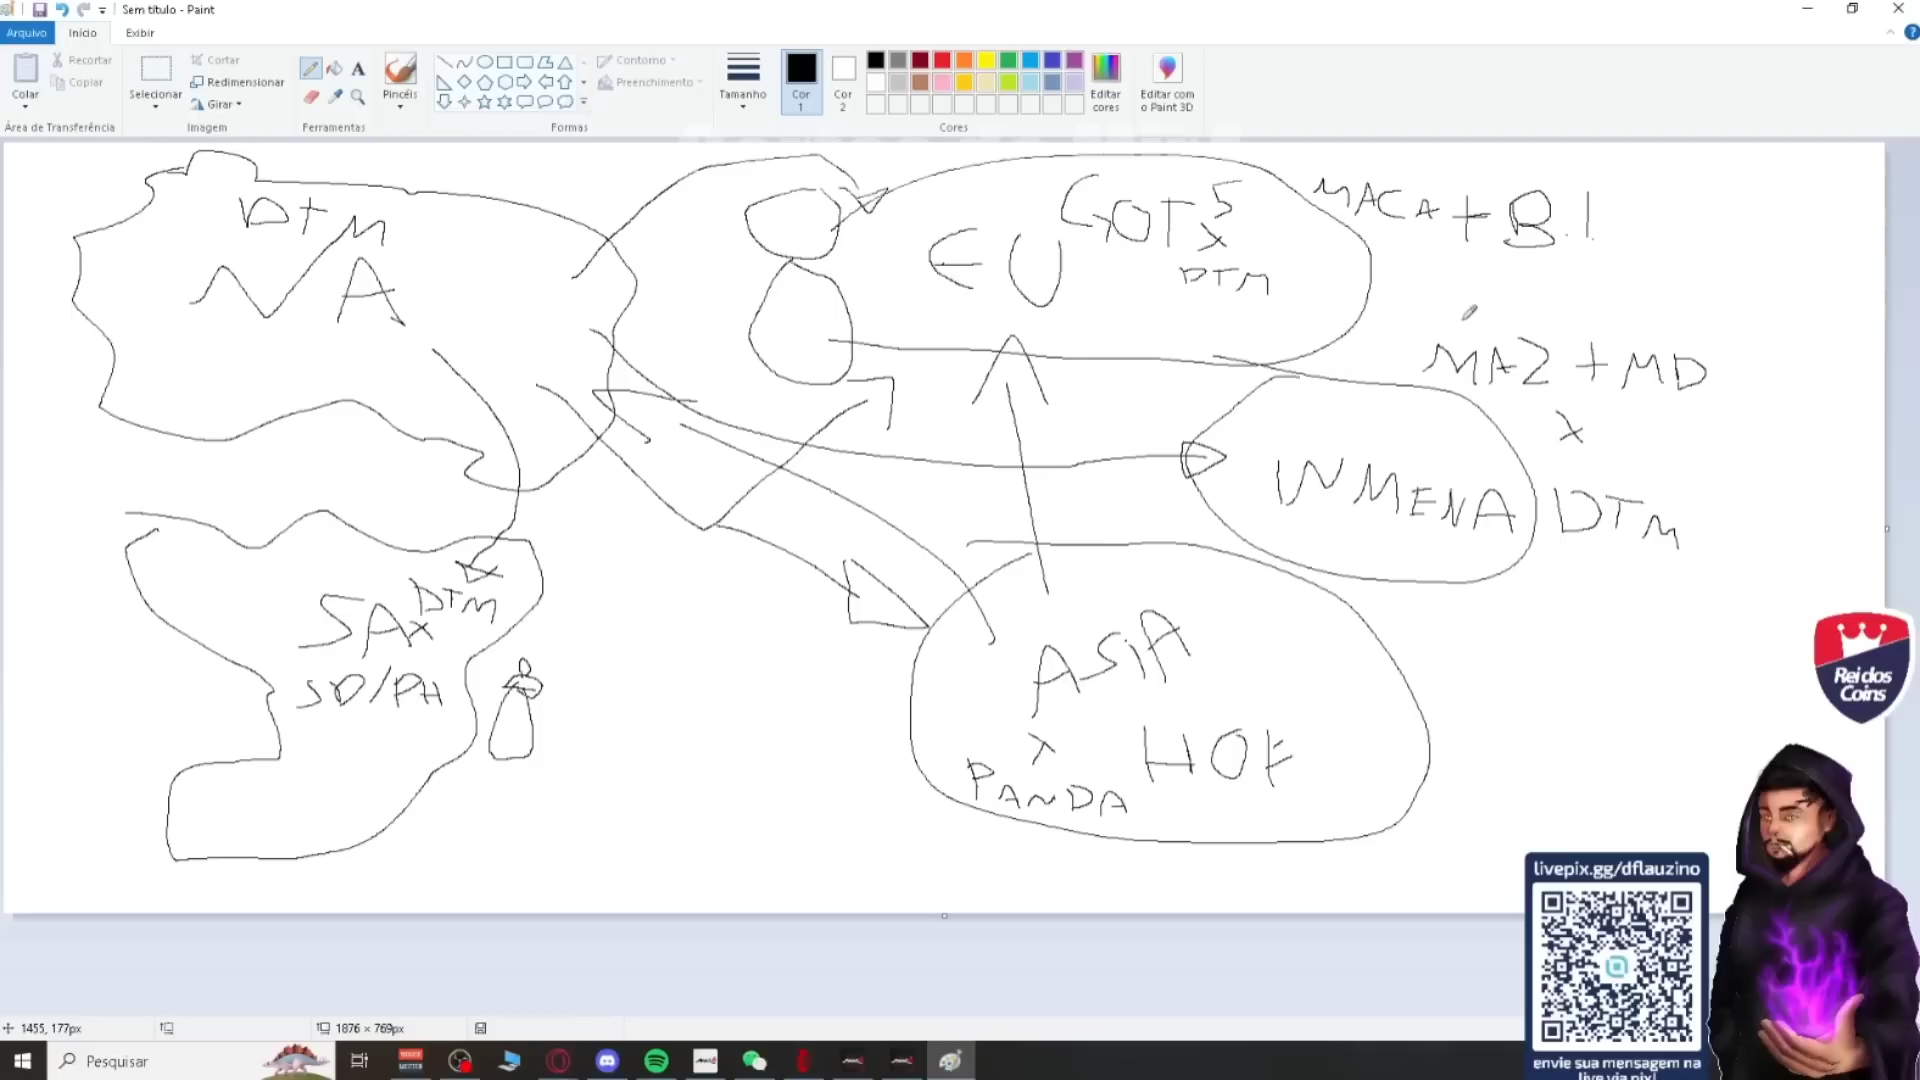 Sem título - Paint
Arquivo
Início
Exibir
Colar
Recortar
Copiar
Área de Transferência
Selecionar
Cortar
Redimensionar
Girar
Imagem
Ferramentas
Pincéis
Formas
Contorno
Preenchimento
Tamanho
Cor 1
Cor 2
Cores
Editar cores
Editar com o Paint 3D
DTM
NA
EU
GOT 5
X
DTM
MACA + B.I
MAZ + MD
X
DTM
WMENA
SA X DTM
SD/PH
ASIA
X
PANDA
HOF
Rei dos Coins
livepix.gg/dflauzino
envie sua mensagem na
live via pix!
1455, 177px
1876 × 769px
Pesquisar